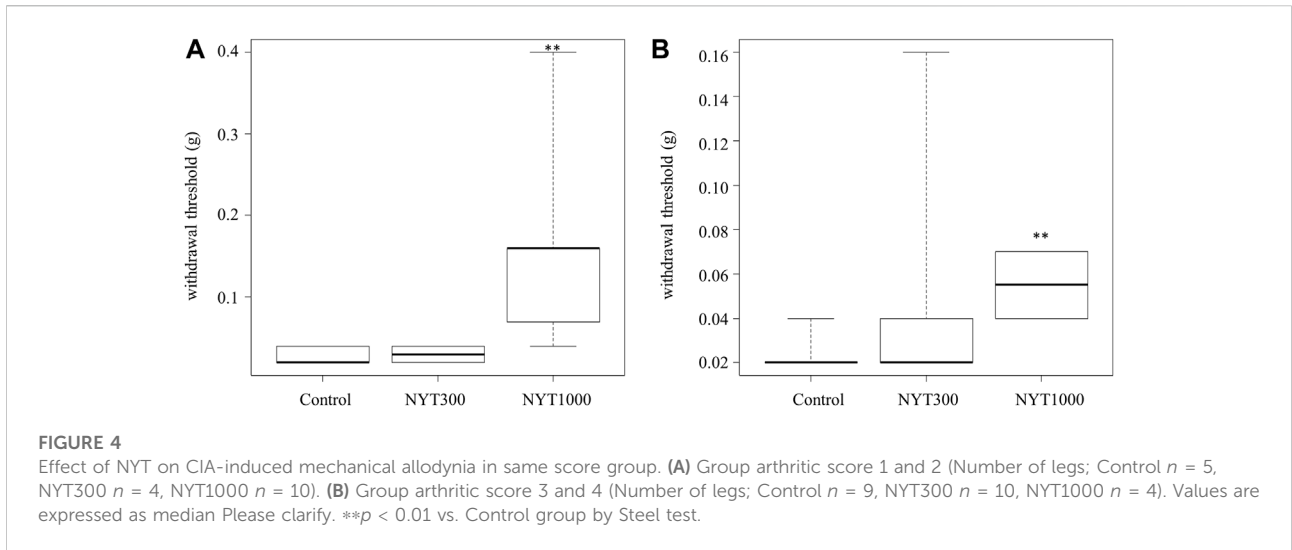 A
B
**
0.4
0.3
0.2
0.1
withdrawal threshold (g)
Control
NYT300
NYT1000
**
0.16
0.14
0.12
0.10
0.08
0.06
0.04
0.02
withdrawal threshold (g)
Control
NYT300
NYT1000
FIGURE 4
Effect of NYT on CIA-induced mechanical allodynia in same score group. (A) Group arthritic score 1 and 2 (Number of legs; Control n = 5,
NYT300 n = 4, NYT1000 n = 10). (B) Group arthritic score 3 and 4 (Number of legs; Control n = 9, NYT300 n = 10, NYT1000 n = 4). Values are
expressed as median Please clarify. **p < 0.01 vs. Control group by Steel test.